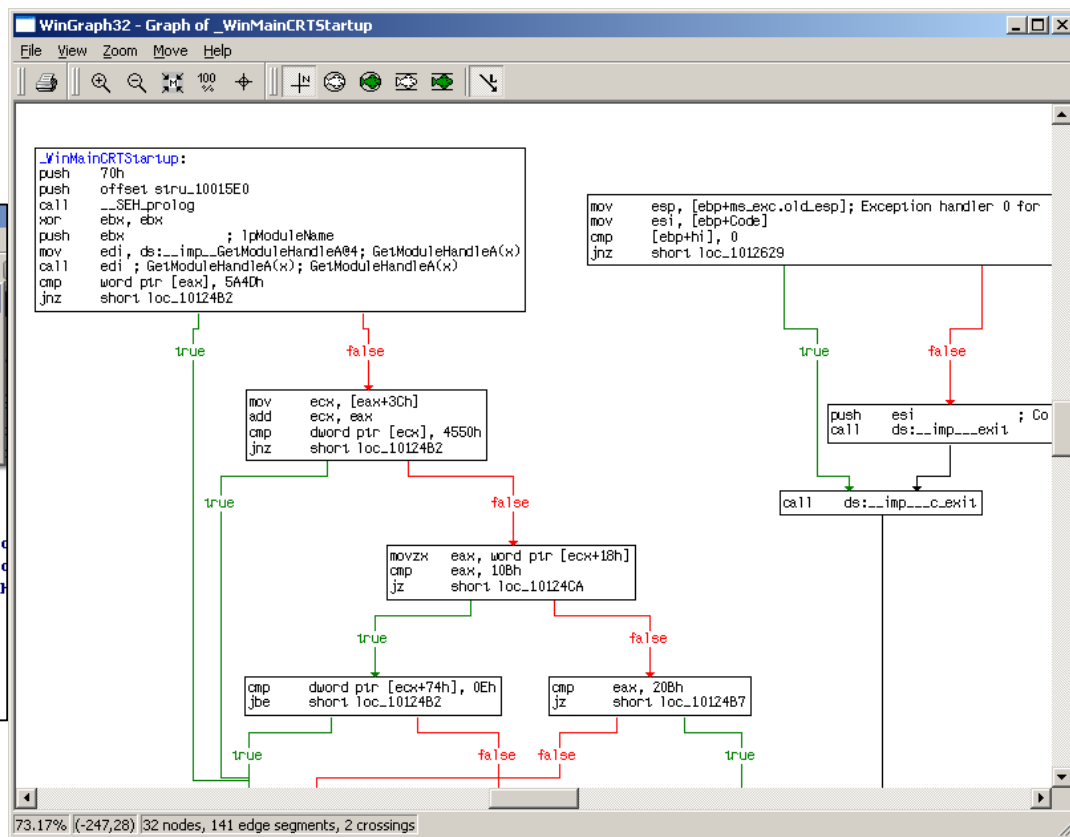 WinGraph32 - Graph of _WinMainCRTStartup
File View Zoom Move Help
100 %
N
_WinMainCRTStartup:
push 70h
push offset stru_10015E0
call __SEH_prolog
xor ebx, ebx
push ebx ; lpModuleName
mov edi, ds:__imp__GetModuleHandleA@4; GetModuleHandleA(x)
call edi ; GetModuleHandleA(x); GetModuleHandleA(x)
cmp word ptr [eax], 5A4Dh
jnz short loc_10124B2
mov esp, [ebp+ms_exc.old_esp]; Exception handler 0 for
mov esi, [ebp+Code]
cmp [ebp+hi], 0
jnz short loc_1012629
true
false
true
false
mov ecx, [eax+3Ch]
add ecx, eax
cmp dword ptr [ecx], 4550h
jnz short loc_10124B2
push esi ; Co
call ds:__imp___exit
true
false
call ds:__imp___c_exit
movzx eax, word ptr [ecx+18h]
cmp eax, 10Bh
jz short loc_10124CA
true
false
cmp dword ptr [ecx+74h], 0Eh
jbe short loc_10124B2
cmp eax, 20Bh
jz short loc_10124B7
true
false
false
true
73.17% (-247,28) 32 nodes, 141 edge segments, 2 crossings